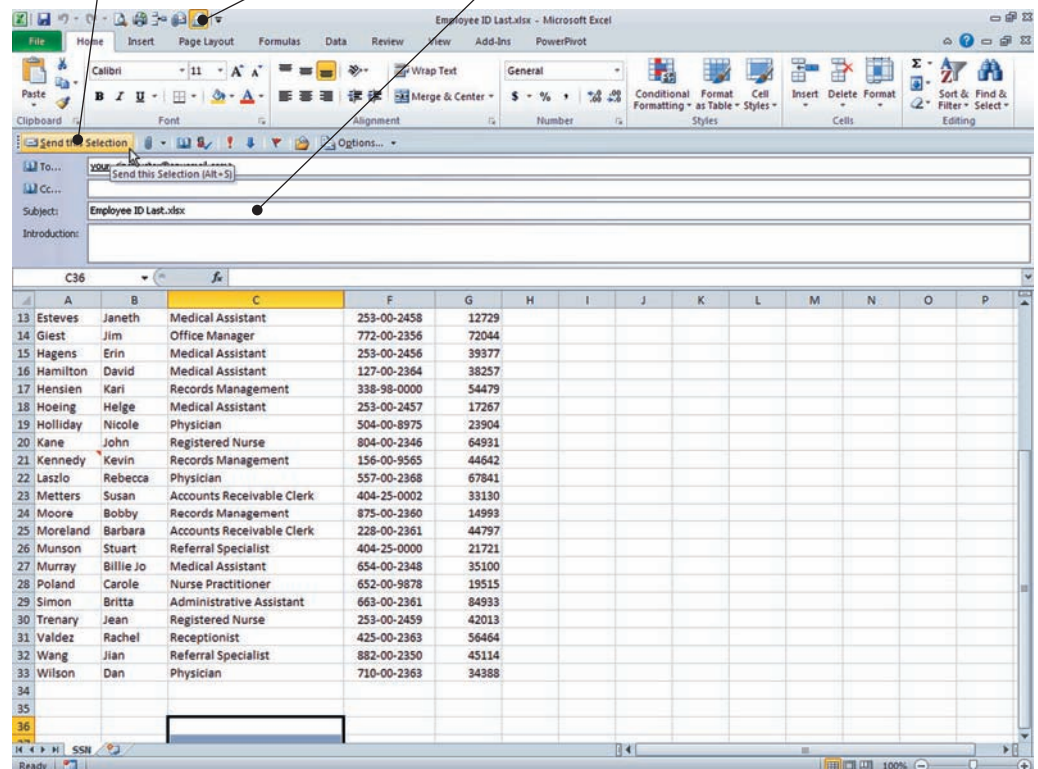 Employee ID Last.xlsx - Microsoft Excel
File Home Insert Page Layout Formulas Data Review View Add-Ins PowerPivot
Calibri 11 A A Wrap Text General
Paste B I U A Merge & Center $ % , Conditional Formatting Format as Table Cell Styles Insert Delete Format Σ Sort & Filter Find & Select
Clipboard Font Alignment Number Styles Cells Editing
Send this Selection Options...
To...
Send this Selection (Alt+S)
Cc...
Subject: Employee ID Last.xlsx
Introduction:
C36 fx
A B C F G H I J K L M N O P
13 Esteves Janeth Medical Assistant 253-00-2458 12729
14 Giest Jim Office Manager 772-00-2356 72044
15 Hagens Erin Medical Assistant 253-00-2456 39377
16 Hamilton David Medical Assistant 127-00-2364 38257
17 Hensien Kari Records Management 338-98-0000 54479
18 Hoeing Helge Medical Assistant 253-00-2457 17267
19 Holliday Nicole Physician 504-00-8975 23904
20 Kane John Registered Nurse 804-00-2346 64931
21 Kennedy Kevin Records Management 156-00-9565 44642
22 Laszlo Rebecca Physician 557-00-2368 67841
23 Metters Susan Accounts Receivable Clerk 404-25-0002 33130
24 Moore Bobby Records Management 875-00-2360 14993
25 Moreland Barbara Accounts Receivable Clerk 228-00-2361 44797
26 Munson Stuart Referral Specialist 404-25-0000 21721
27 Murray Billie Jo Medical Assistant 654-00-2348 35100
28 Poland Carole Nurse Practitioner 652-00-9878 19515
29 Simon Britta Administrative Assistant 663-00-2361 84933
30 Trenary Jean Registered Nurse 253-00-2459 42013
31 Valdez Rachel Receptionist 425-00-2363 56464
32 Wang Jian Referral Specialist 882-00-2350 45114
33 Wilson Dan Physician 710-00-2363 34388
34
35
36
SSN
Ready 100%